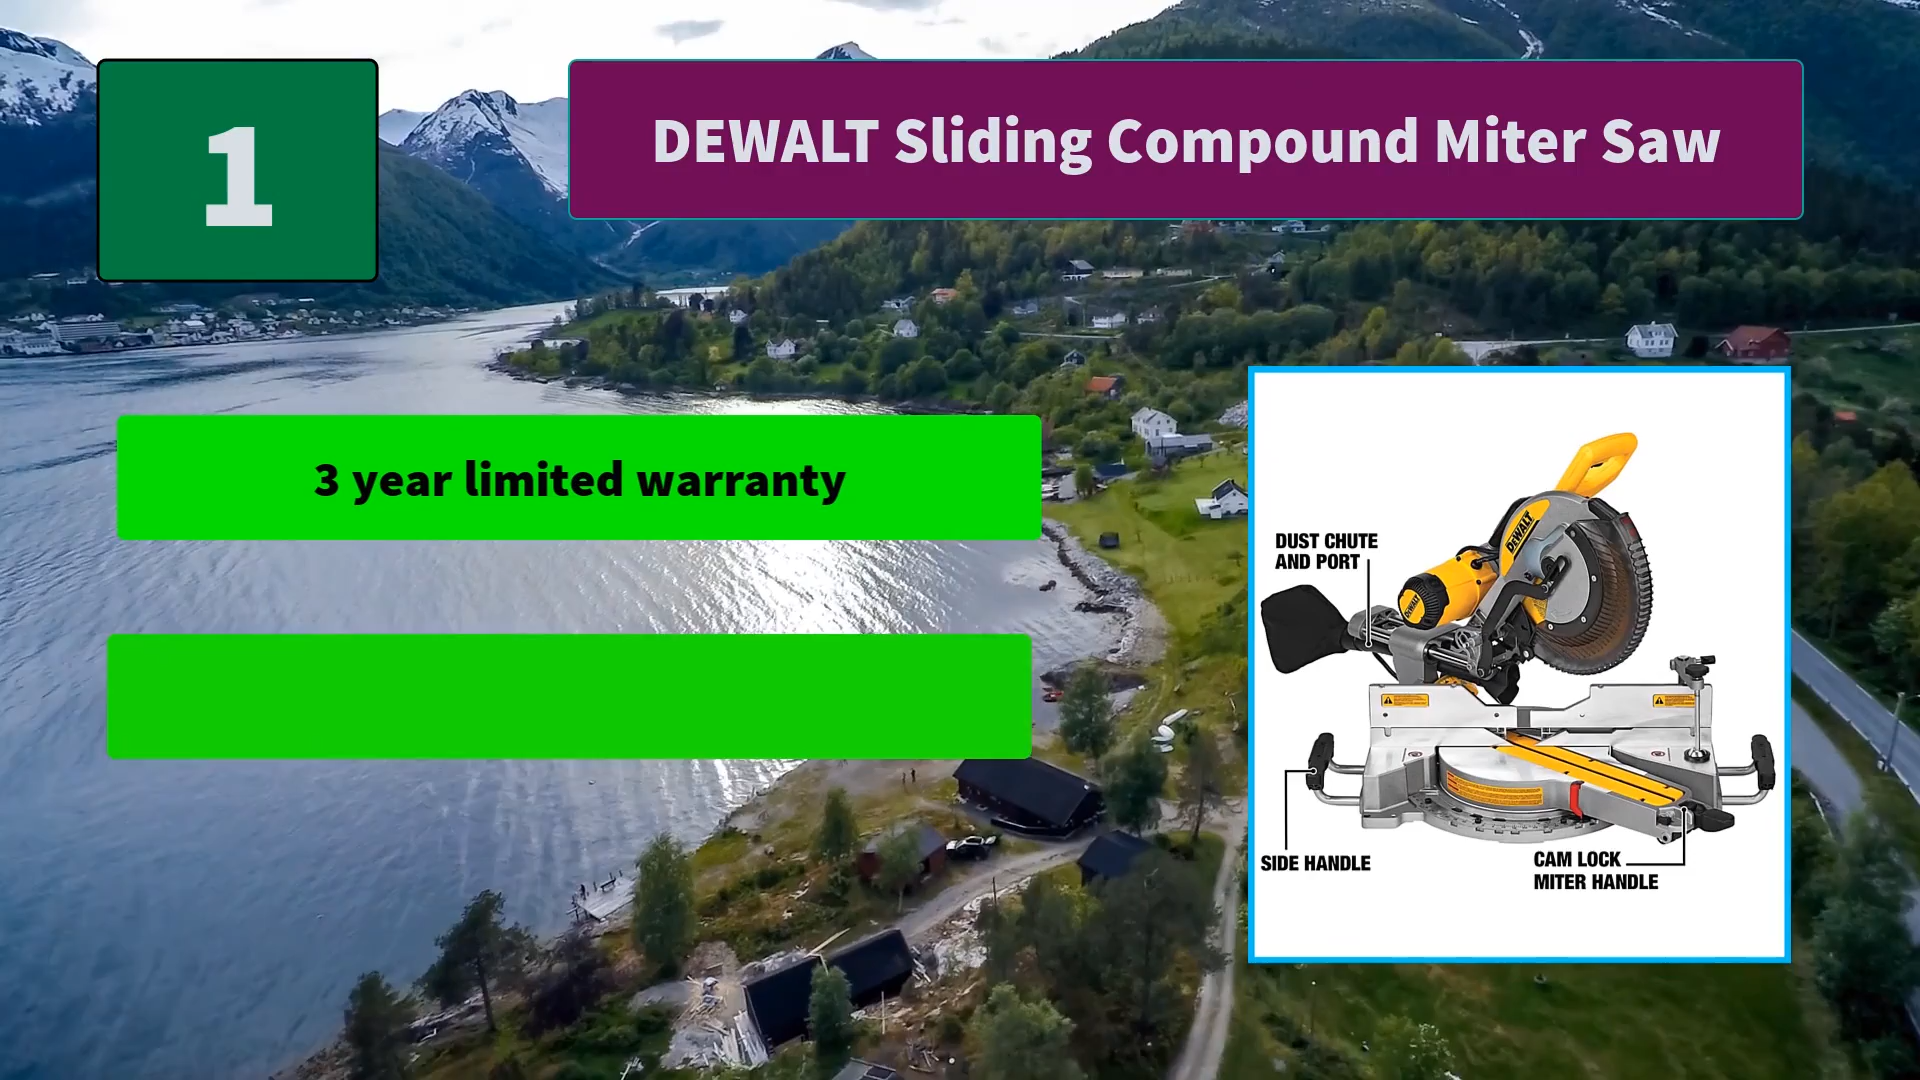 1
DEWALT Sliding Compound Miter Saw
3 year limited warranty
DUST CHUTE
AND PORT
DEWALT
DEWALT
SIDE HANDLE
CAM LOCK
MITER HANDLE